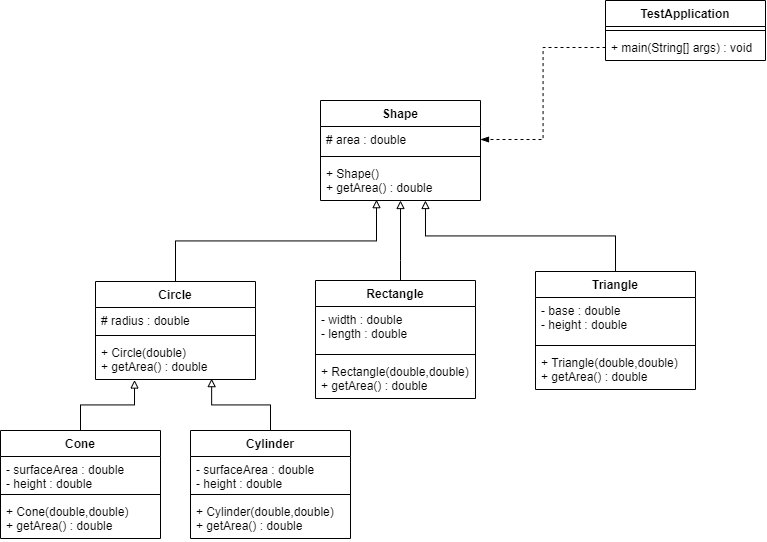 TestApplication
+ main(String[] args) : void
Shape
# area : double
+ Shape()
+ getArea() : double
Circle
# radius : double
+ Circle(double)
+ getArea() : double
Rectangle
- width : double
- length : double
+ Rectangle(double,double)
+ getArea() : double
Triangle
- base : double
- height : double
+ Triangle(double,double)
+ getArea() : double
Cone
- surfaceArea : double
- height : double
+ Cone(double,double)
+ getArea() : double
Cylinder
- surfaceArea : double
- height : double
+ Cylinder(double,double)
+ getArea() : double